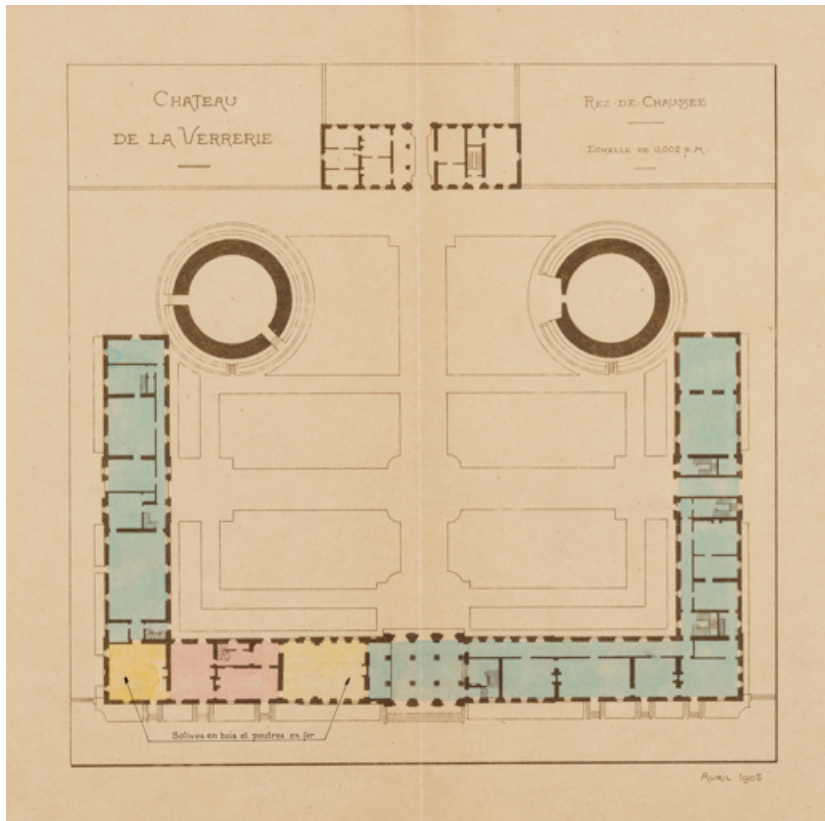 CHATEAU
DE LA VERRERIE
REZ-DE-CHAUSSÉE
ECHELLE DE 0,002 P.M.
Solives en bois et poutres en fer
AVRIL 1905